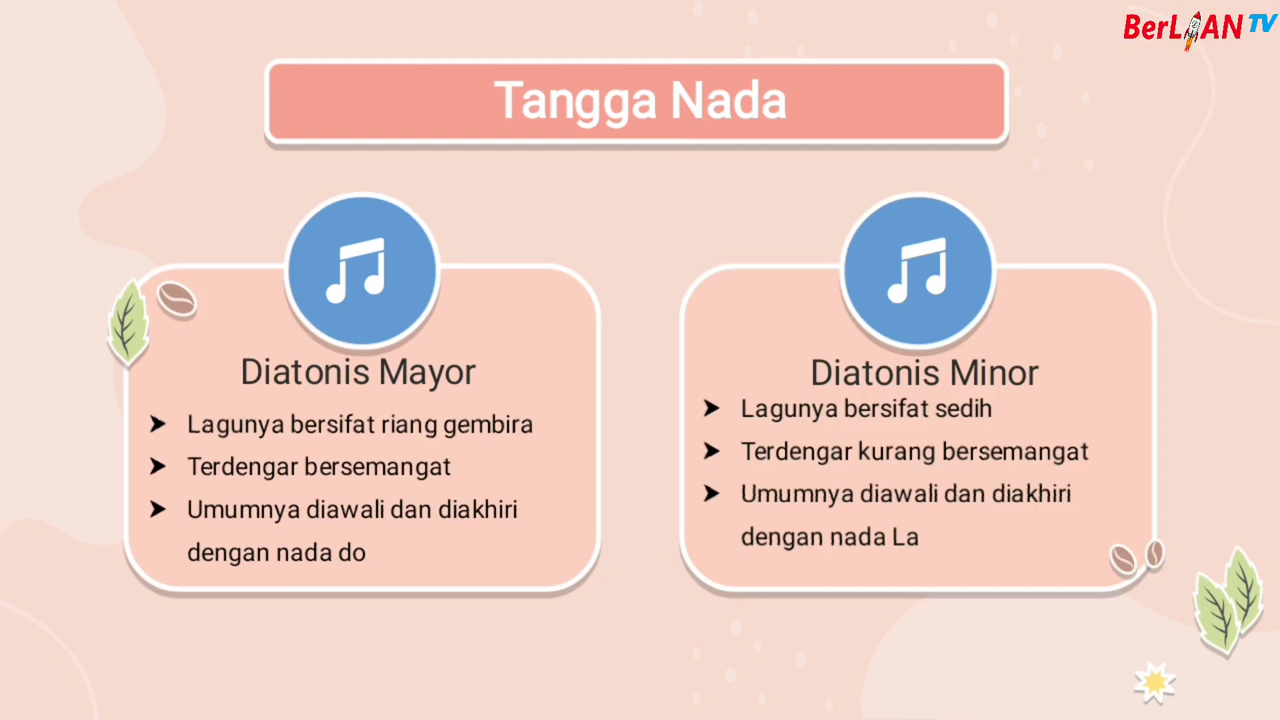 BerLIAN TV
Tangga Nada
Diatonis Mayor
➤ Lagunya bersifat riang gembira
➤ Terdengar bersemangat
➤ Umumnya diawali dan diakhiri
dengan nada do
Diatonis Minor
➤ Lagunya bersifat sedih
➤ Terdengar kurang bersemangat
➤ Umumnya diawali dan diakhiri
dengan nada La